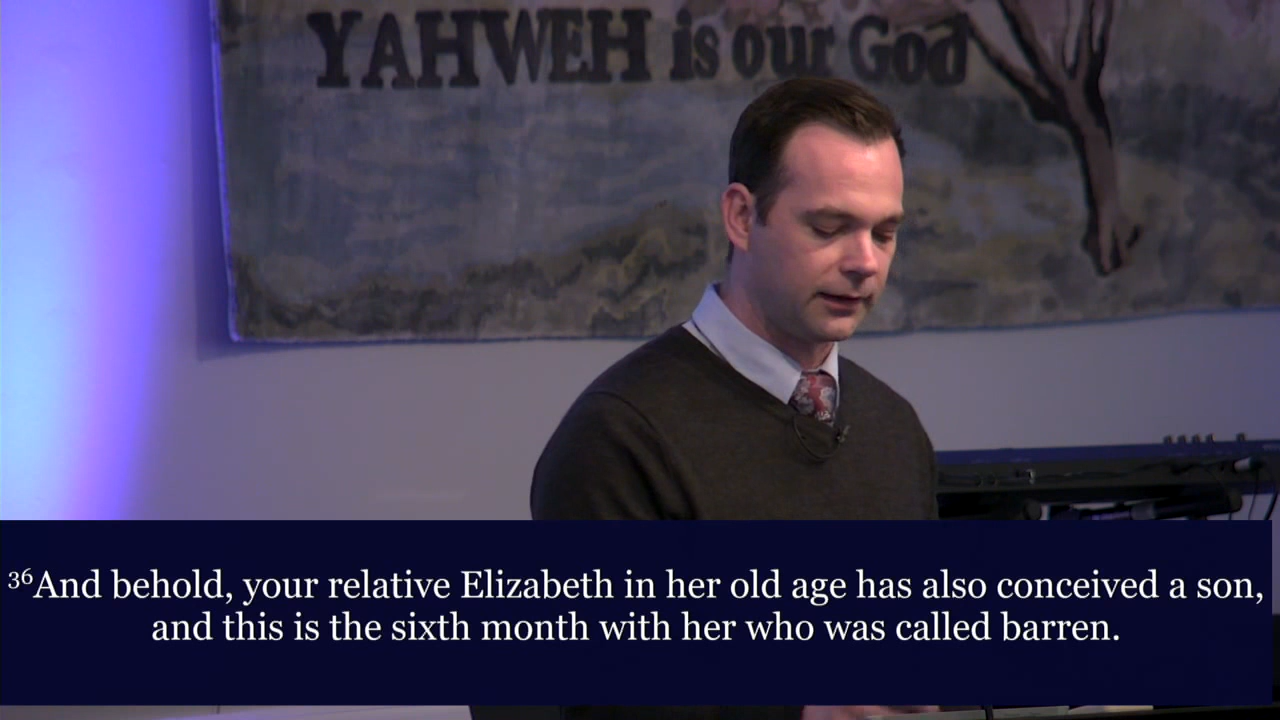 YAHWEH is our God
³⁶And behold, your relative Elizabeth in her old age has also conceived a son,
and this is the sixth month with her who was called barren.